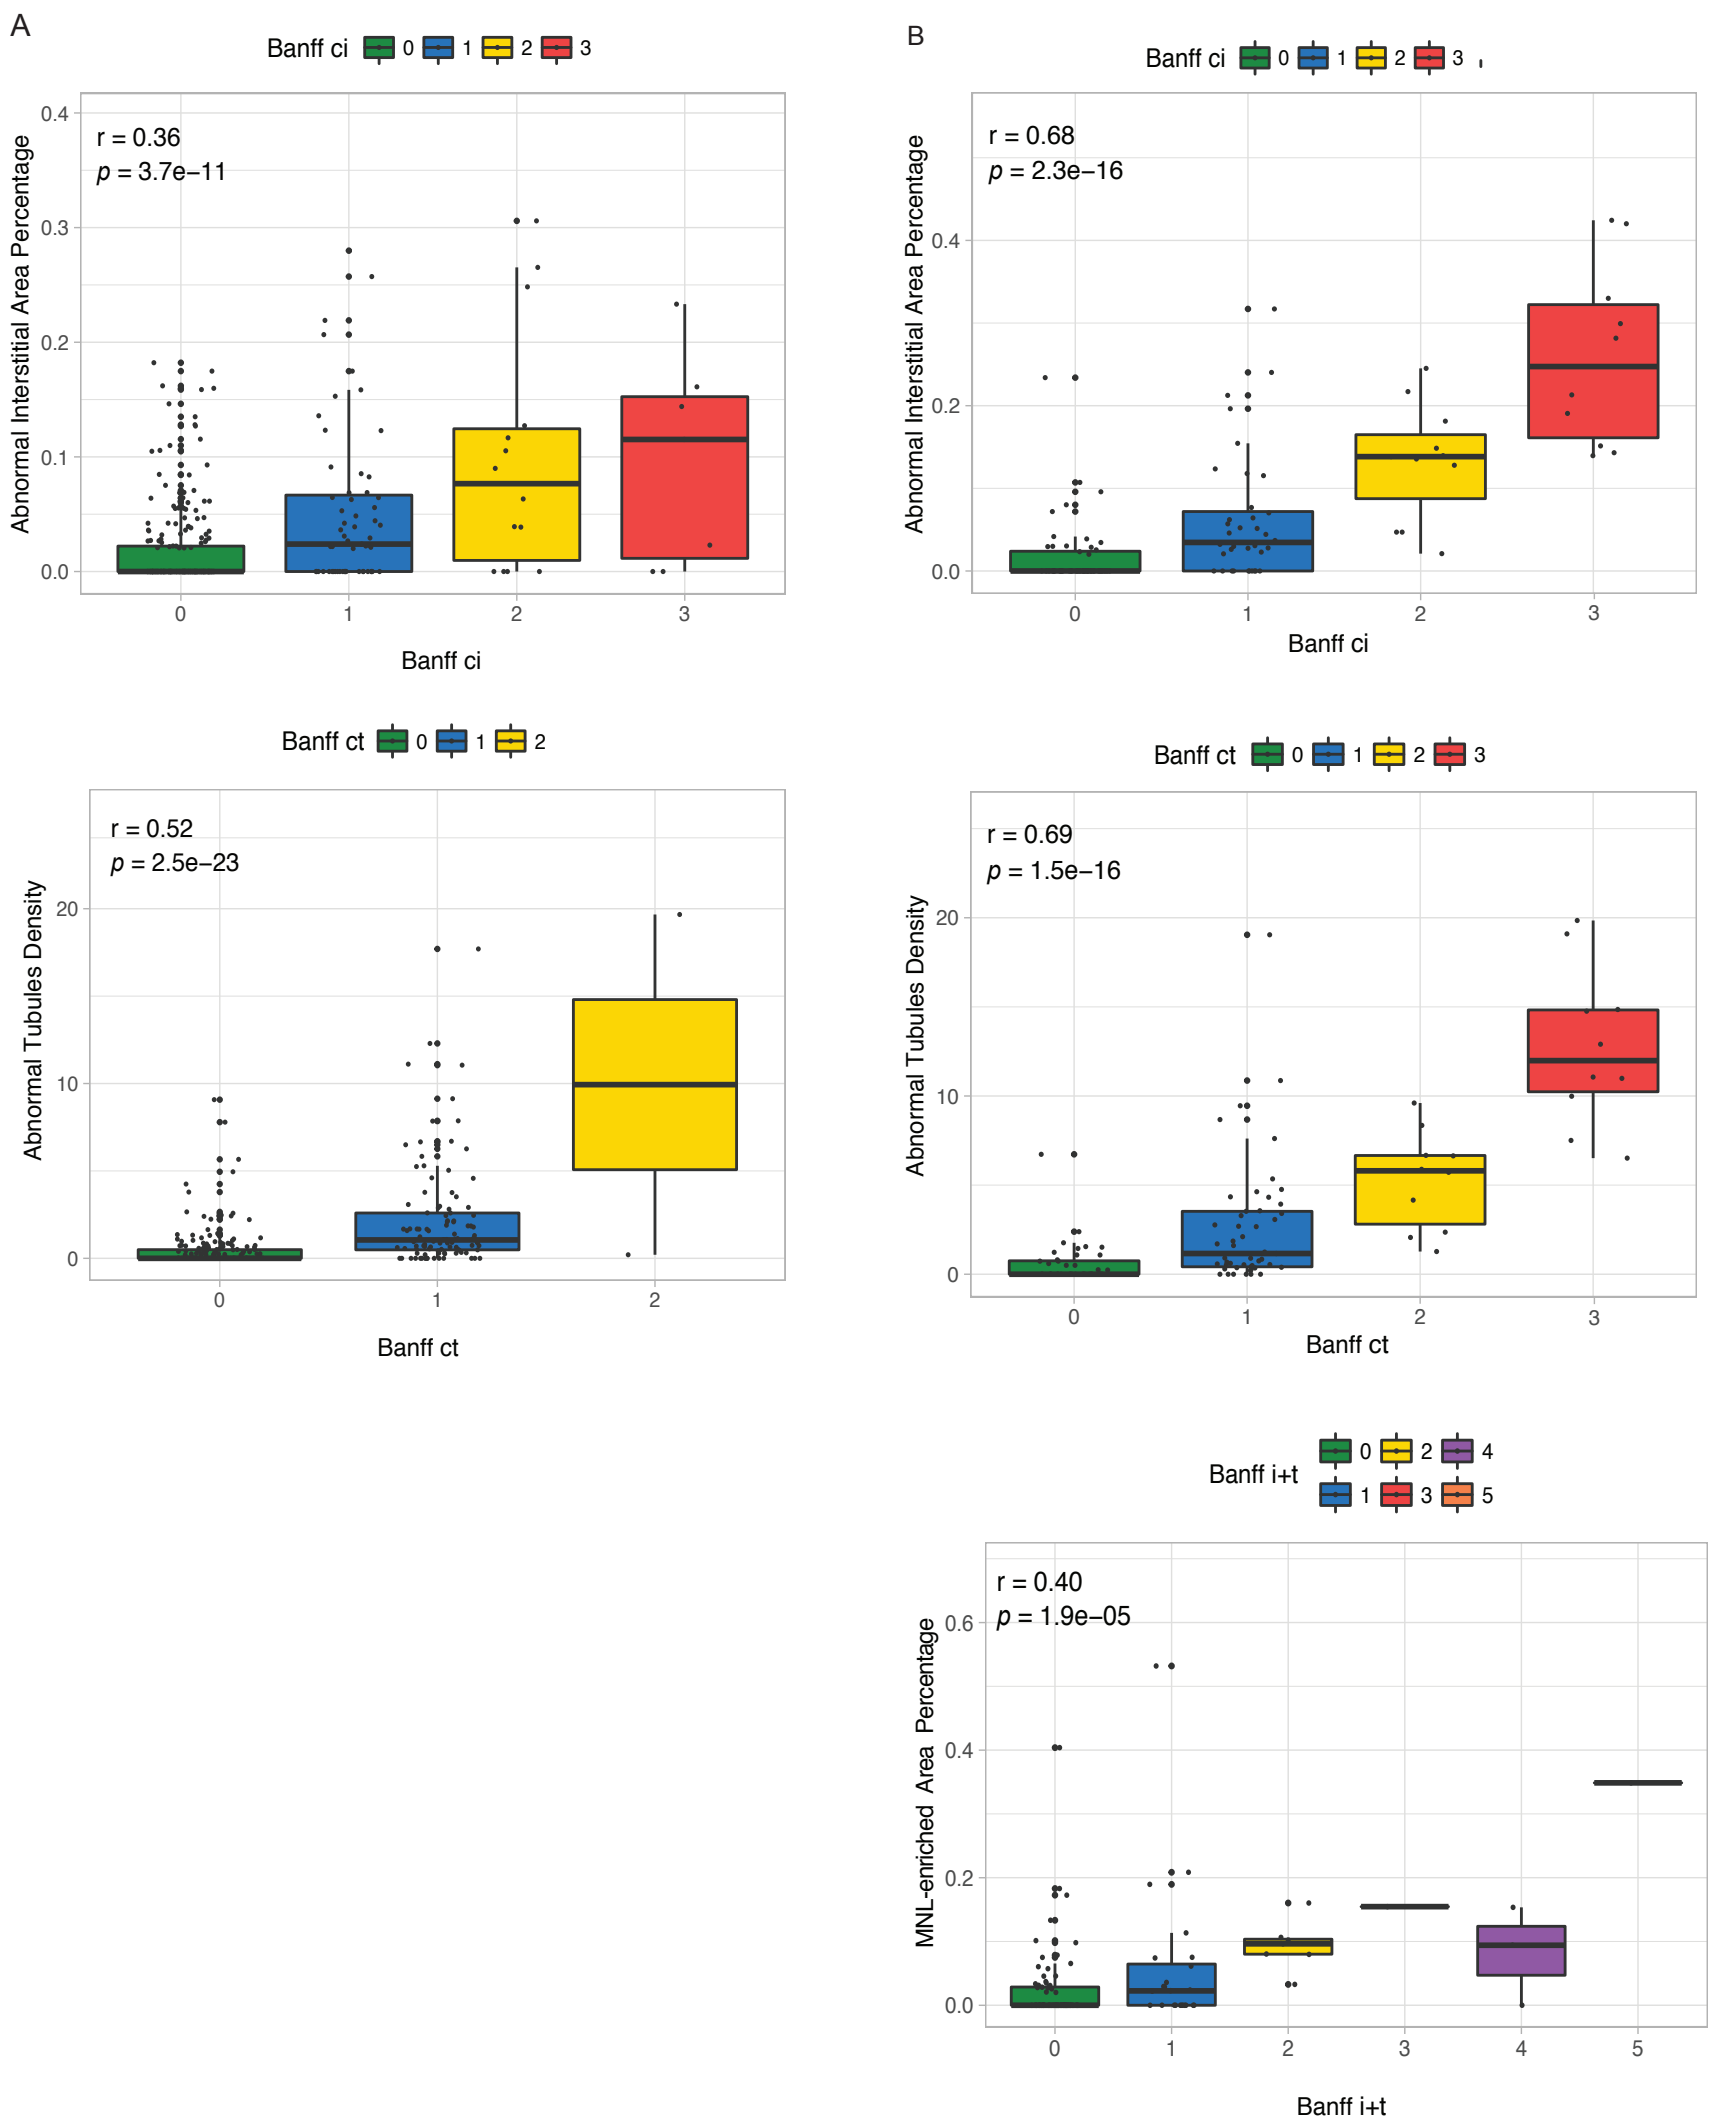 A
Banff ci 0 1 2 3
r = 0.36
p = 3.7e−11
Abnormal Interstitial Area Percentage
0.4
0.3
0.2
0.1
0.0
0 1 2 3
Banff ci
B
Banff ci 0 1 2 3
r = 0.68
p = 2.3e−16
Abnormal Interstitial Area Percentage
0.4
0.2
0.0
0 1 2 3
Banff ci
Banff ct 0 1 2
r = 0.52
p = 2.5e−23
Abnormal Tubules Density
20
10
0
0 1 2
Banff ct
Banff ct 0 1 2 3
r = 0.69
p = 1.5e−16
Abnormal Tubules Density
20
10
0
0 1 2 3
Banff ct
Banff i+t
0 2 4
1 3 5
r = 0.40
p = 1.9e−05
MNL-enriched Area Percentage
0.6
0.4
0.2
0.0
0 1 2 3 4 5
Banff i+t